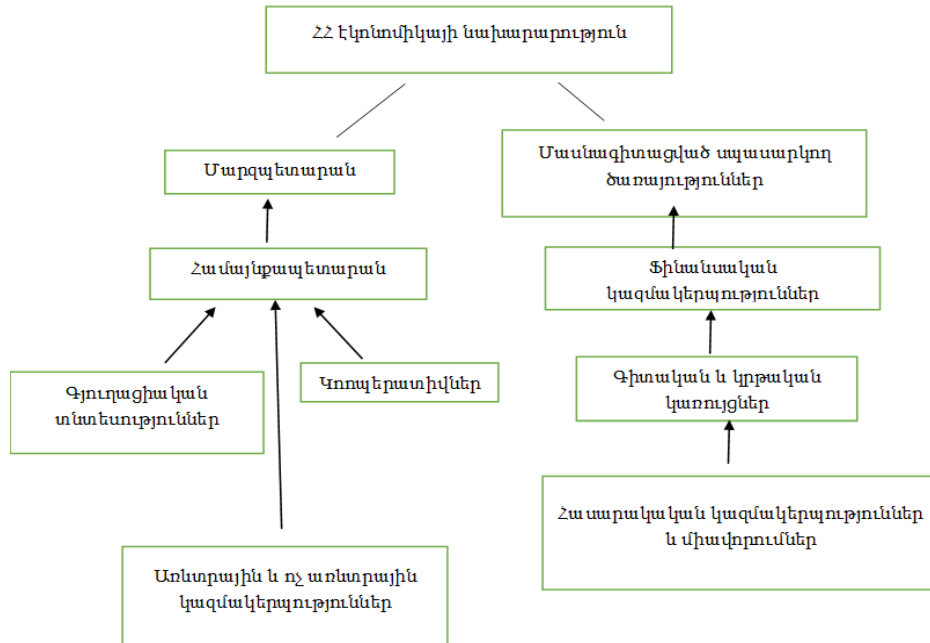 ՀՀ էկոնոմիկայի նախարարություն
Մարզպետարան
Մասնագիտացված սպասարկող
ծառայություններ
Համայնքապետարան
Ֆինանսական
կազմակերպություններ
Գյուղացիական
տնտեսություններ
Կոոպերատիվներ
Գիտական և կրթական
կառույցներ
Հասարակական կազմակերպություններ
և միավորումներ
Առևտրային և ոչ առևտրային
կազմակերպություններ